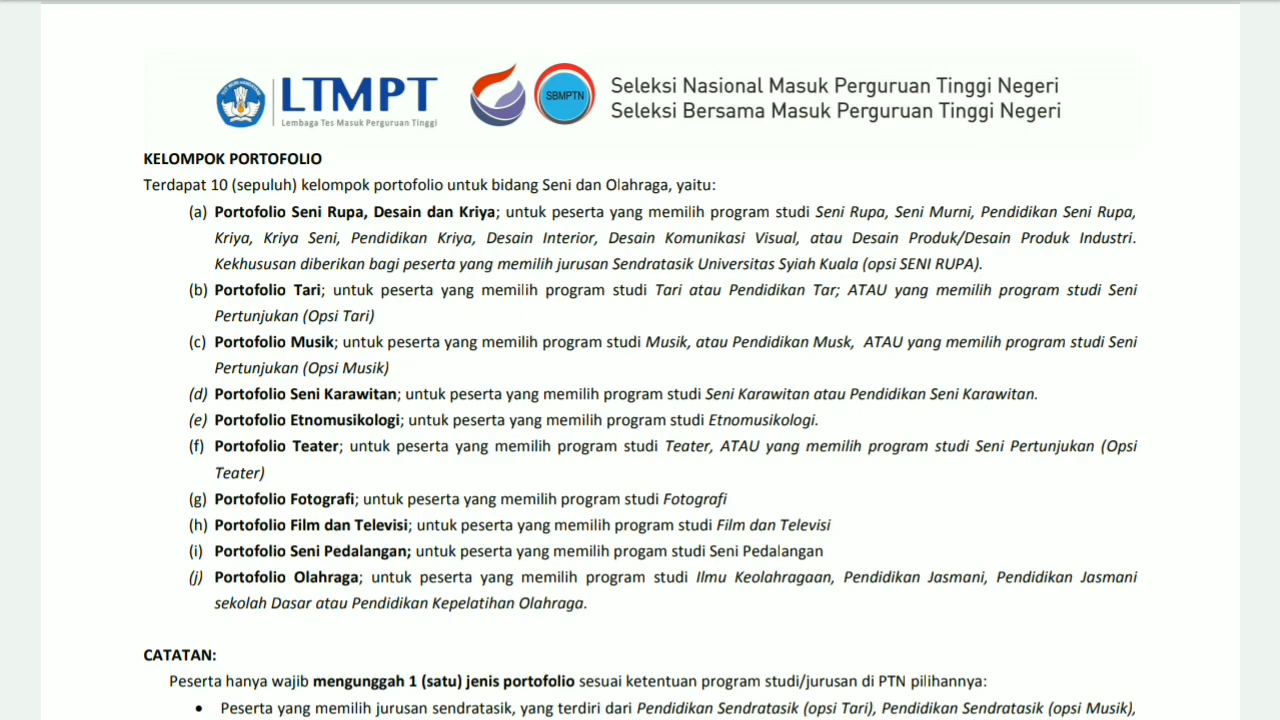 LTMPT
Lembaga Tes Masuk Perguruan Tinggi
SBMPTN
Seleksi Nasional Masuk Perguruan Tinggi Negeri
Seleksi Bersama Masuk Perguruan Tinggi Negeri
KELOMPOK PORTOFOLIO
Terdapat 10 (sepuluh) kelompok portofolio untuk bidang Seni dan Olahraga, yaitu:
(a) Portofolio Seni Rupa, Desain dan Kriya; untuk peserta yang memilih program studi Seni Rupa, Seni Murni, Pendidikan Seni Rupa,
Kriya, Kriya Seni, Pendidikan Kriya, Desain Interior, Desain Komunikasi Visual, atau Desain Produk/Desain Produk Industri.
Kekhususan diberikan bagi peserta yang memilih jurusan Sendratasik Universitas Syiah Kuala (opsi SENI RUPA).
(b) Portofolio Tari; untuk peserta yang memilih program studi Tari atau Pendidikan Tar; ATAU yang memilih program studi Seni
Pertunjukan (Opsi Tari)
(c) Portofolio Musik; untuk peserta yang memilih program studi Musik, atau Pendidikan Musk, ATAU yang memilih program studi Seni
Pertunjukan (Opsi Musik)
(d) Portofolio Seni Karawitan; untuk peserta yang memilih program studi Seni Karawitan atau Pendidikan Seni Karawitan.
(e) Portofolio Etnomusikologi; untuk peserta yang memilih program studi Etnomusikologi.
(f) Portofolio Teater; untuk peserta yang memilih program studi Teater, ATAU yang memilih program studi Seni Pertunjukan (Opsi
Teater)
(g) Portofolio Fotografi; untuk peserta yang memilih program studi Fotografi
(h) Portofolio Film dan Televisi; untuk peserta yang memilih program studi Film dan Televisi
(i) Portofolio Seni Pedalangan; untuk peserta yang memilih progam studi Seni Pedalangan
(j) Portofolio Olahraga; untuk peserta yang memilih program studi Ilmu Keolahragaan, Pendidikan Jasmani, Pendidikan Jasmani
sekolah Dasar atau Pendidikan Kepelatihan Olahraga.
CATATAN:
Peserta hanya wajib mengunggah 1 (satu) jenis portofolio sesuai ketentuan program studi/jurusan di PTN pilihannya:
• Peserta yang memilih jurusan sendratasik, yang terdiri dari Pendidikan Sendratasik (opsi Tari), Pendidikan Sendratasik (opsi Musik),